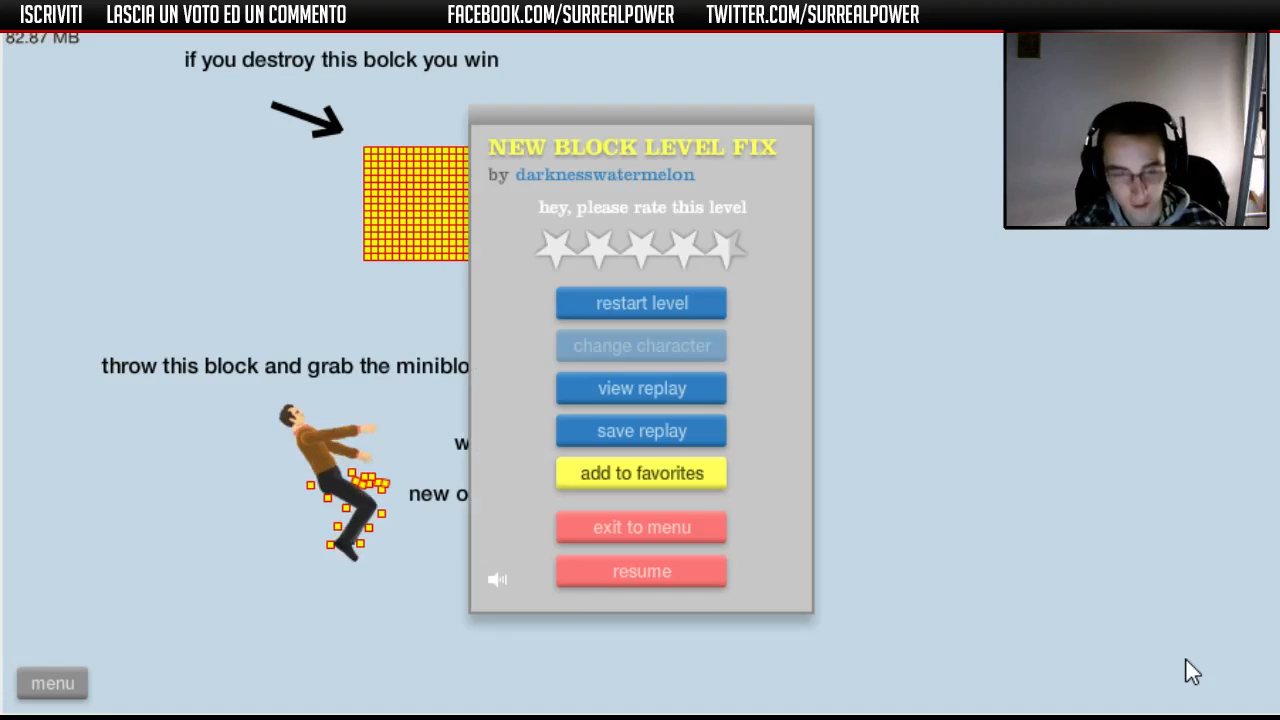 ISCRIVITI LASCIA UN VOTO ED UN COMMENTO FACEBOOK.COM/SURREALPOWER TWITTER.COM/SURREALPOWER
82.87 MB
if you destroy this bolck you win
NEW BLOCK LEVEL FIX
by darknesswatermelon
hey, please rate this level
restart level
change character
throw this block and grab the miniblo
view replay
save replay
w
add to favorites
new o
exit to menu
resume
menu